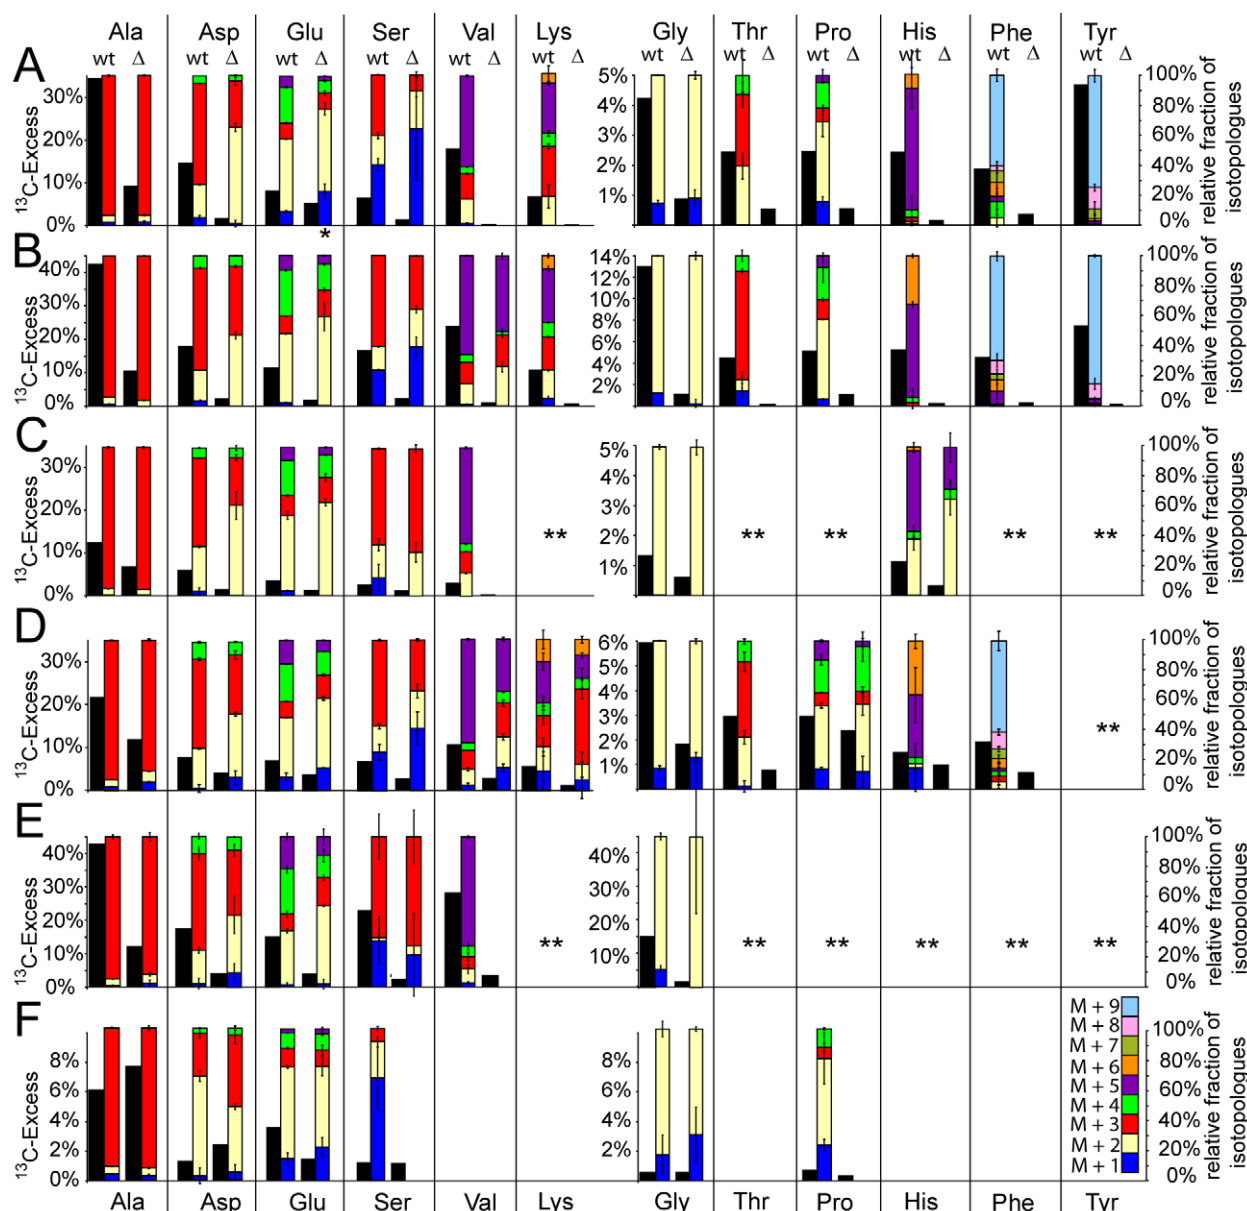 Ala Asp Glu Ser Val Lys Gly Thr Pro His Phe Tyr
wt Δ wt Δ wt Δ wt Δ wt Δ wt Δ wt Δ wt Δ wt Δ wt Δ wt Δ wt Δ
A
13C-Excess
30%
20%
10%
0%
5%
4%
3%
2%
1%
100%
80%
60%
40%
20%
0%
relative fraction of
isotopologues
*
B
13C-Excess
40%
30%
20%
10%
0%
14%
12%
10%
8%
6%
4%
2%
100%
80%
60%
40%
20%
0%
relative fraction of
isotopologues
C
13C-Excess
30%
20%
10%
0%
**
5%
4%
3%
2%
1%
** ** ** **
100%
80%
60%
40%
20%
0%
relative fraction of
isotopologues
D
13C-Excess
30%
20%
10%
0%
6%
5%
4%
3%
2%
1%
**
100%
80%
60%
40%
20%
0%
relative fraction of
isotopologues
E
13C-Excess
40%
30%
20%
10%
0%
**
40%
30%
20%
10%
** ** ** ** **
100%
80%
60%
40%
20%
0%
relative fraction of
isotopologues
F
13C-Excess
8%
6%
4%
2%
0%
8%
6%
4%
2%
M + 9
M + 8
M + 7
M + 6
M + 5
M + 4
M + 3
M + 2
M + 1
100%
80%
60%
40%
20%
0%
relative fraction of
isotopologues
Ala Asp Glu Ser Val Lys Gly Thr Pro His Phe Tyr